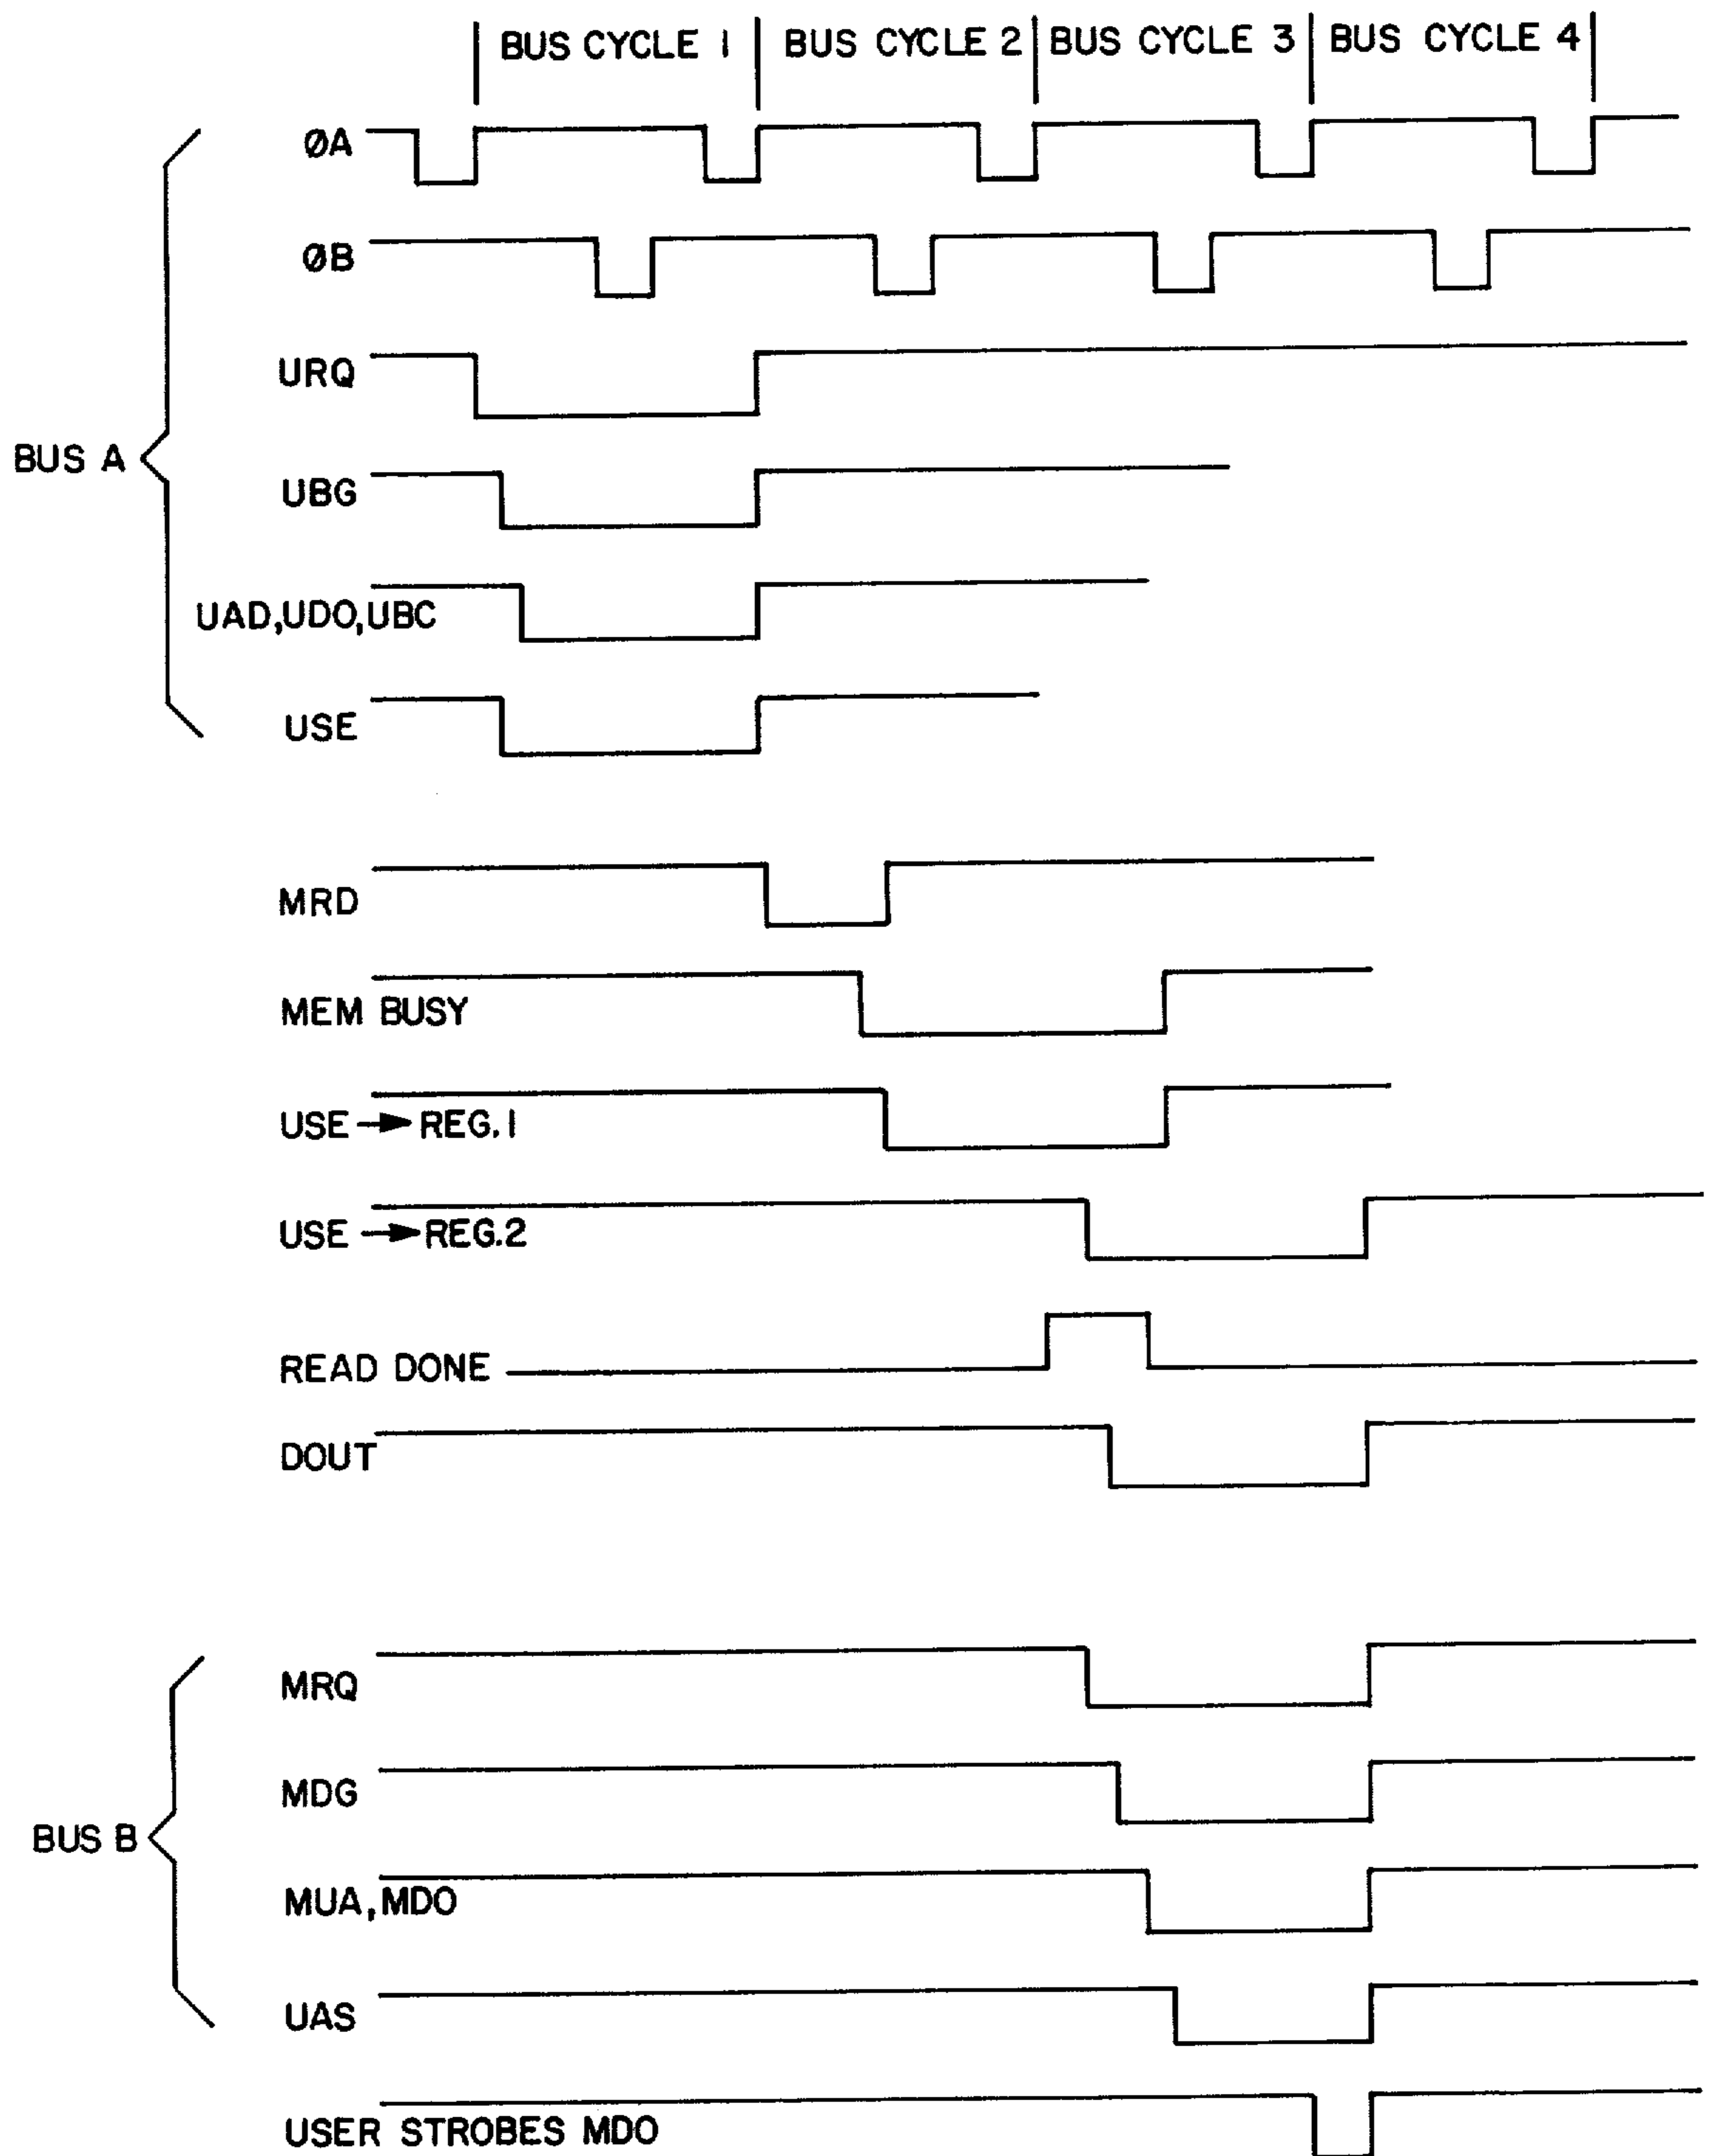 BUS CYCLE 1 BUS CYCLE 2 BUS CYCLE 3 BUS CYCLE 4
ØA
ØB
URQ
BUS A
UBG
UAD,UDO,UBC
USE
MRD
MEM BUSY
USE → REG.1
USE → REG.2
READ DONE
DOUT
MRQ
MDG
BUS B
MUA,MDO
UAS
USER STROBES MDO